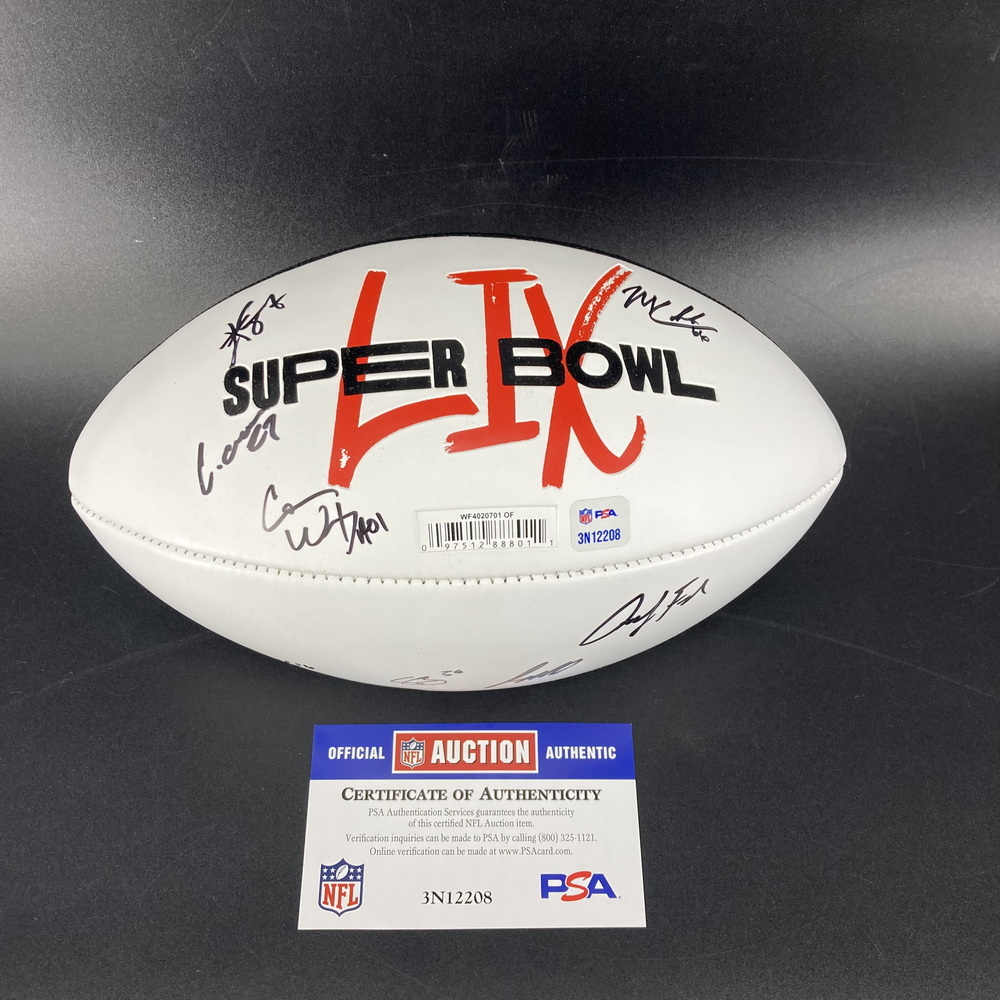 LIX
SUPER BOWL
WF4020701 OF
0 97512 88801 1
NFL PSA
3N12208
OFFICIAL NFL AUCTION AUTHENTIC
CERTIFICATE OF AUTHENTICITY
PSA Authentication Services guarantees the authenticity
of this certified NFL Auction item.
Verification inquiries can be made to PSA by calling (800) 325-1121.
Online verification can be made at www.PSAcard.com.
NFL
3N12208
PSA